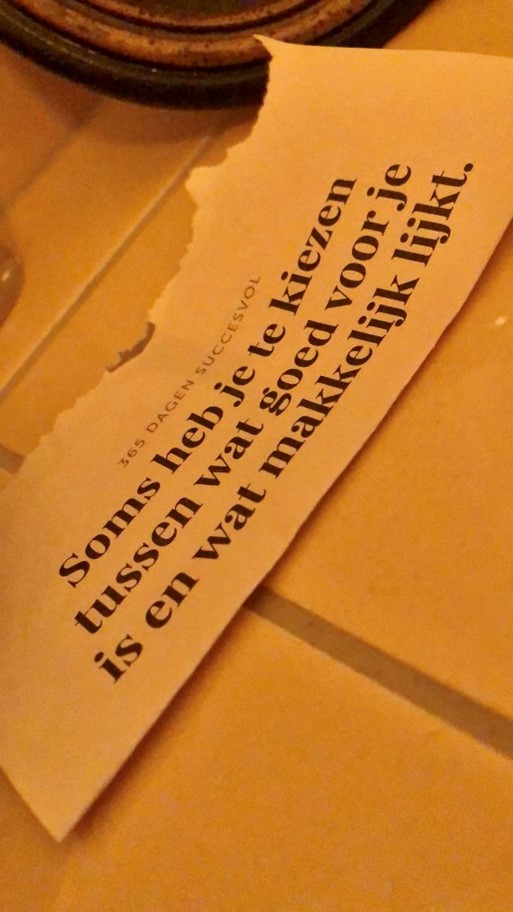 365 DAGEN SUCCESVOL
Soms heb je te kiezen
tussen wat goed voor je
is en wat makkelijk lijkt.